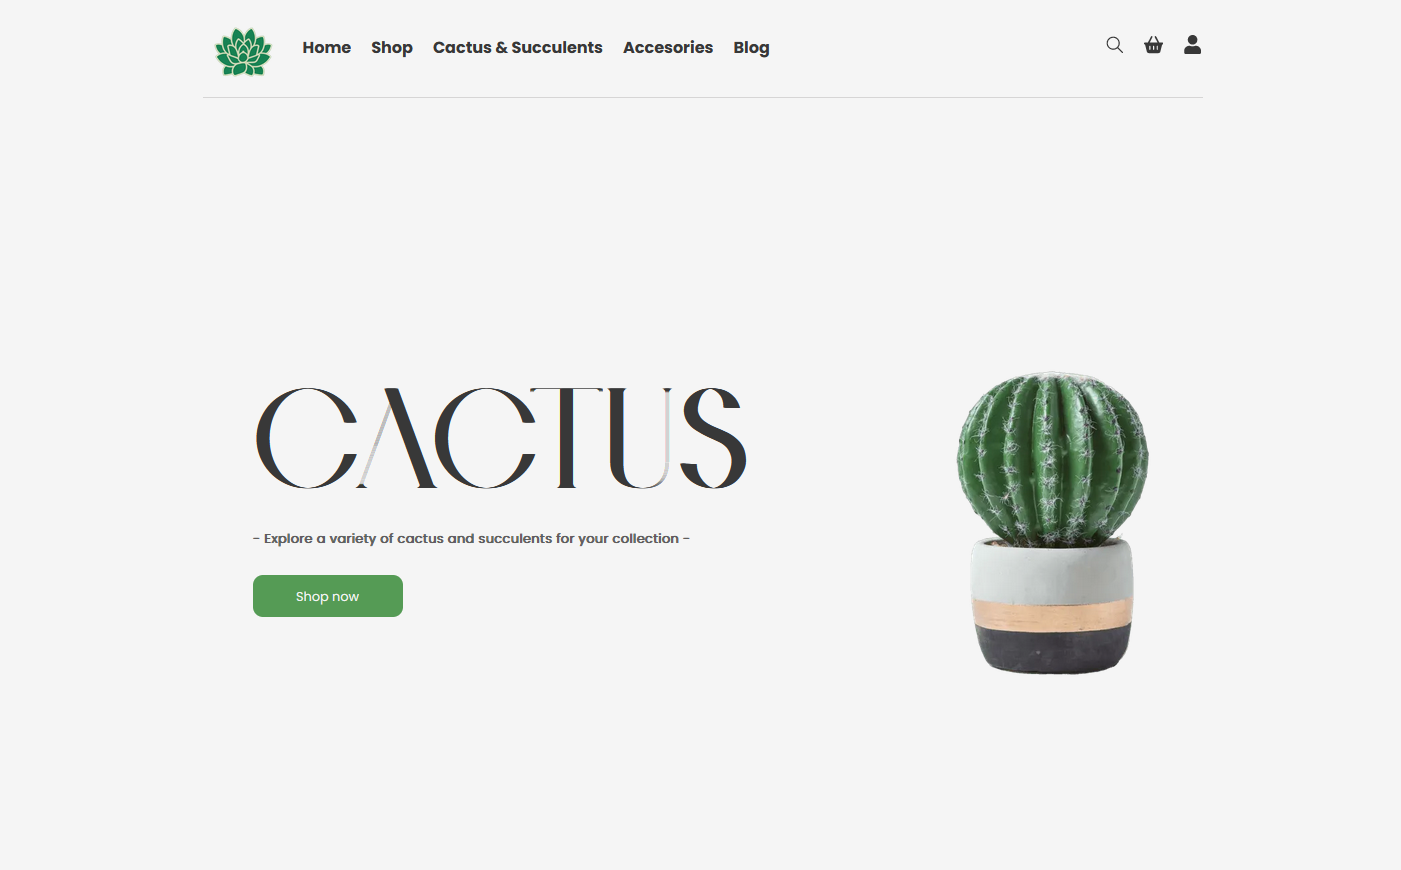 Home Shop Cactus & Succulents Accesories Blog
CACTUS
- Explore a variety of cactus and succulents for your collection -
Shop now